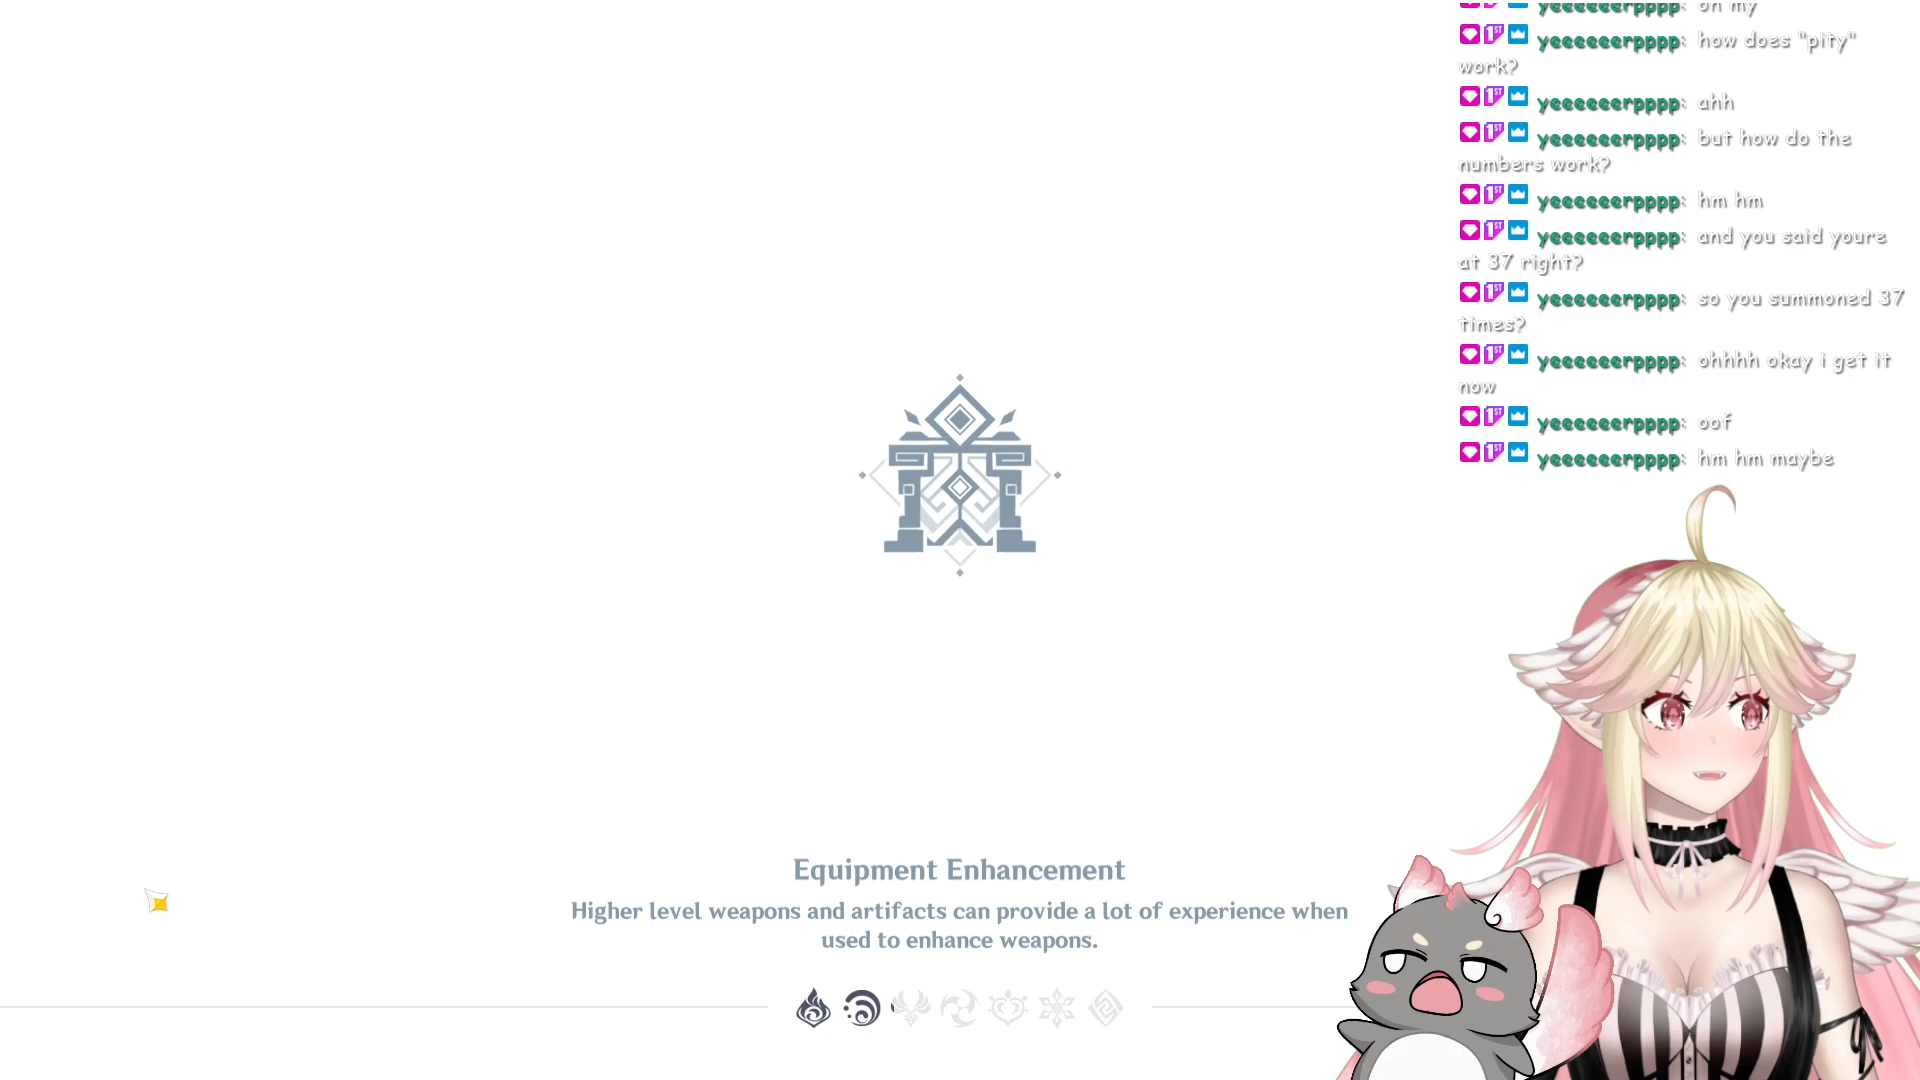 yeeeeeerpppp: oh my
yeeeeeerpppp: how does "pity"
work?
yeeeeeerpppp: ahh
yeeeeeerpppp: but how do the
numbers work?
yeeeeeerpppp: hm hm
yeeeeeerpppp: and you said youre
at 37 right?
yeeeeeerpppp: so you summoned 37
times?
yeeeeeerpppp: ohhhh okay i get it
now
yeeeeeerpppp: oof
yeeeeeerpppp: hm hm maybe
Equipment Enhancement
Higher level weapons and artifacts can provide a lot of experience when
used to enhance weapons.